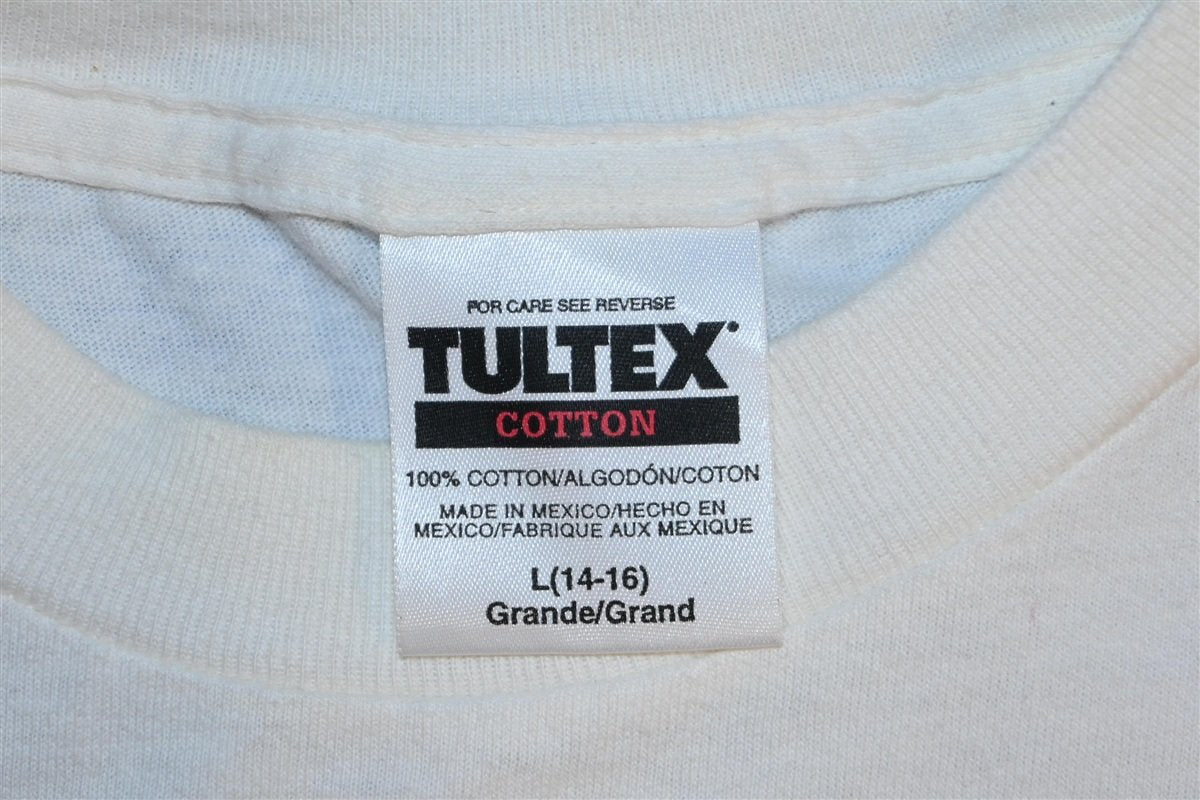 FOR CARE SEE REVERSE
TULTEX
COTTON
100% COTTON/ALGODÓN/COTON
MADE IN MEXICO/HECHO EN
MEXICO/FABRIQUE AUX MEXIQUE
L(14-16)
Grande/Grand